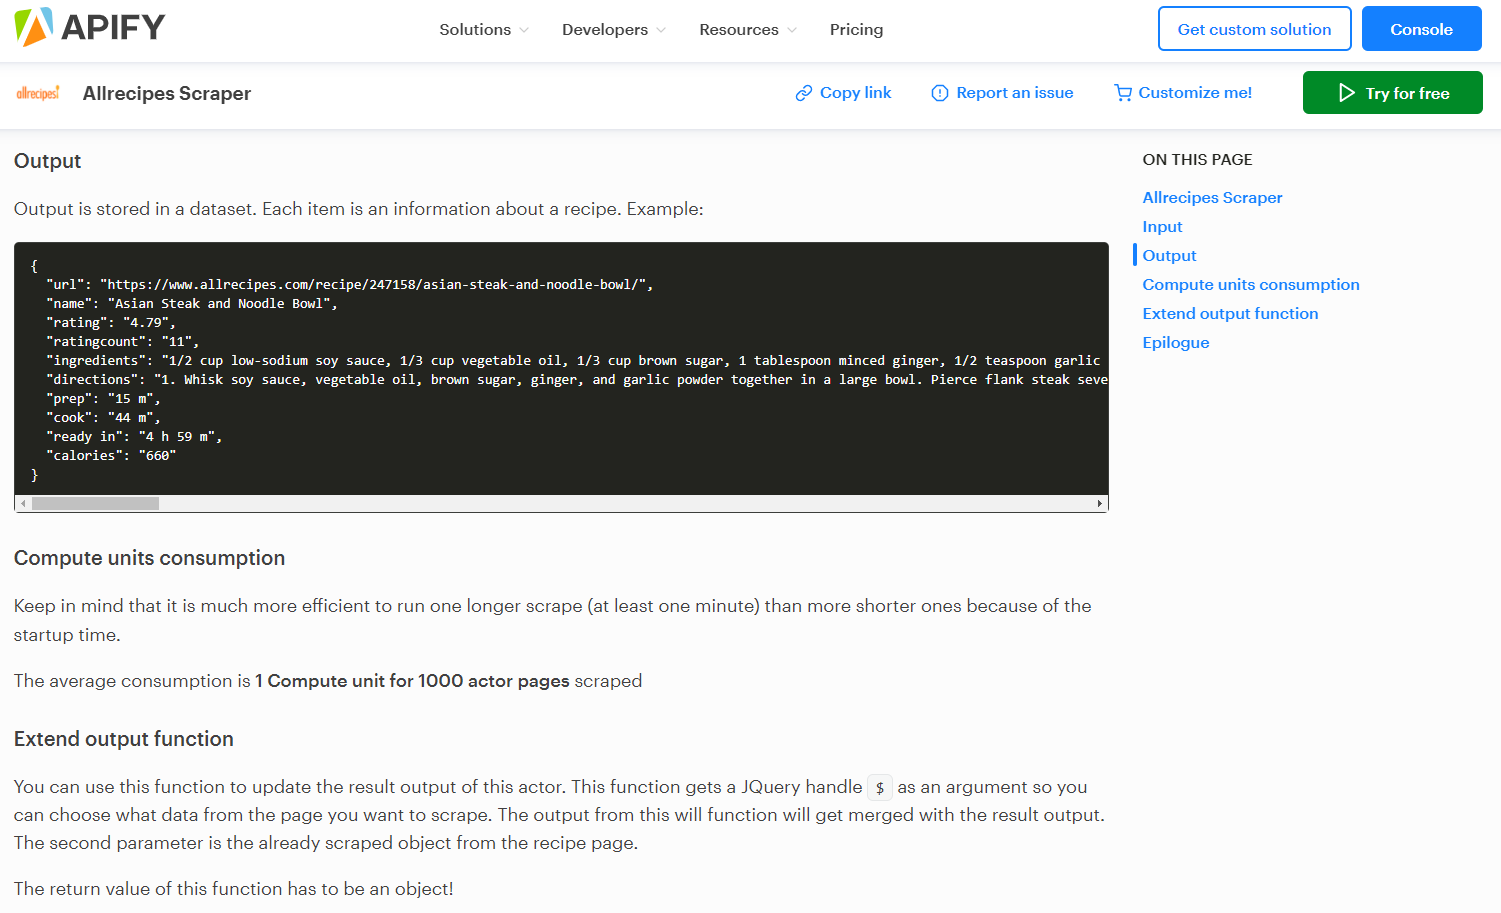 APIFY
Solutions
Developers
Resources
Pricing
Get custom solution
Console
allrecipes!
Allrecipes Scraper
Copy link
Report an issue
Customize me!
Try for free
Output
Output is stored in a dataset. Each item is an information about a recipe. Example:
{
"url": "https://www.allrecipes.com/recipe/247158/asian-steak-and-noodle-bowl/",
"name": "Asian Steak and Noodle Bowl",
"rating": "4.79",
"ratingcount": "11",
"ingredients": "1/2 cup low-sodium soy sauce, 1/3 cup vegetable oil, 1/3 cup brown sugar, 1 tablespoon minced ginger, 1/2 teaspoon garlic
"directions": "1. Whisk soy sauce, vegetable oil, brown sugar, ginger, and garlic powder together in a large bowl. Pierce flank steak seve
"prep": "15 m",
"cook": "44 m",
"ready in": "4 h 59 m",
"calories": "660"
}
Compute units consumption
Keep in mind that it is much more efficient to run one longer scrape (at least one minute) than more shorter ones because of the
startup time.
The average consumption is 1 Compute unit for 1000 actor pages scraped
Extend output function
You can use this function to update the result output of this actor. This function gets a JQuery handle $ as an argument so you
can choose what data from the page you want to scrape. The output from this will function will get merged with the result output.
The second parameter is the already scraped object from the recipe page.
The return value of this function has to be an object!
ON THIS PAGE
Allrecipes Scraper
Input
Output
Compute units consumption
Extend output function
Epilogue